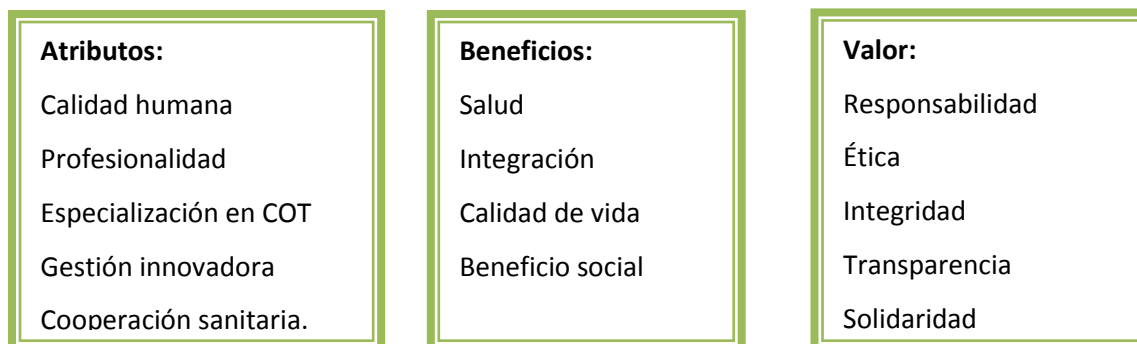 Atributos:
Calidad humana
Profesionalidad
Especialización en COT
Gestión innovadora
Cooperación sanitaria.
Beneficios:
Salud
Integración
Calidad de vida
Beneficio social
Valor:
Responsabilidad
Ética
Integridad
Transparencia
Solidaridad